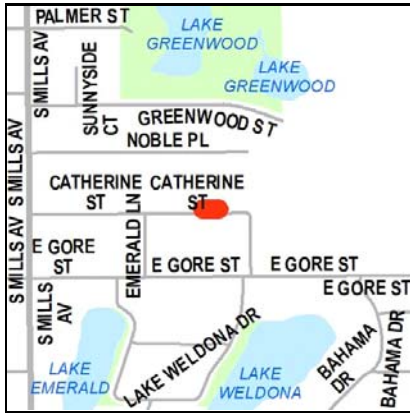 PALMER ST
LAKE
GREENWOOD
LAKE
GREENWOOD
S MILLS AV
SUNNYSIDE
CT
GREENWOOD ST
NOBLE PL
S MILLS AV
CATHERINE
ST
CATHERINE
ST
EMERALD LN
S MILLS AV
E GORE
ST
E GORE ST
E GORE ST
E GORE ST
S MILLS
AV
LAKE WELDONA DR
LAKE
EMERALD
LAKE
WELDONA
BAHAMA
DR
BAHAMA DR